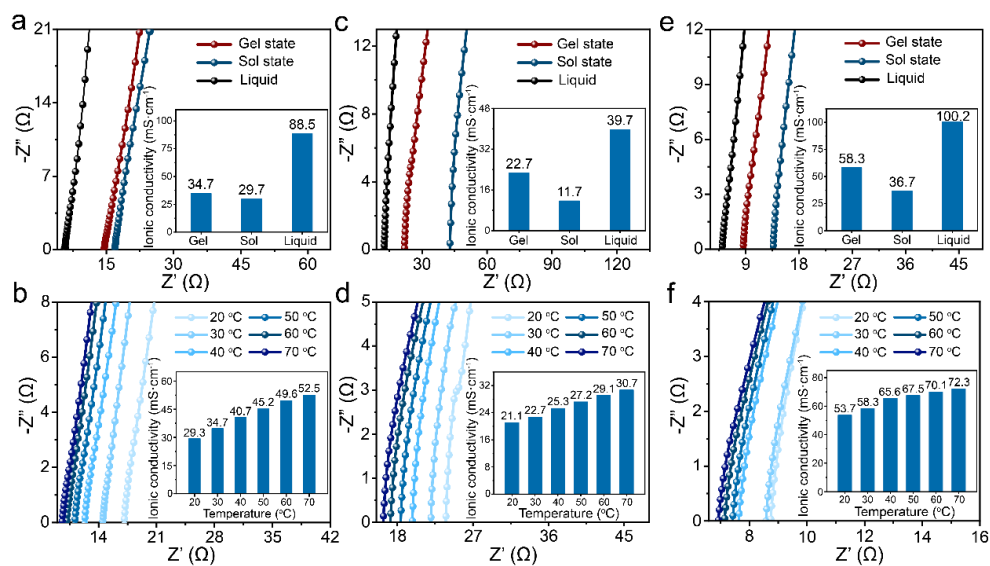 a
21
14
7
0
-Z" (Ω)
15 30 45 60
Z' (Ω)
Gel state
Sol state
Liquid
Ionic conductivity (mS·cm⁻¹)
100
75
50
25
0
34.7
29.7
88.5
Gel Sol Liquid
c
12
8
4
0
-Z" (Ω)
30 60 90 120
Z' (Ω)
Gel state
Sol state
Liquid
Ionic conductivity (mS·cm⁻¹)
48
36
24
12
0
22.7
11.7
39.7
Gel Sol Liquid
e
12
9
6
3
0
-Z" (Ω)
9 18 27 36 45
Z' (Ω)
Gel state
Sol state
Liquid
Ionic conductivity (mS·cm⁻¹)
100
75
50
25
0
58.3
36.7
100.2
Gel Sol Liquid
b
8
6
4
2
0
-Z" (Ω)
14 21 28 35 42
Z' (Ω)
20 °C 50 °C
30 °C 60 °C
40 °C 70 °C
Ionic conductivity (mS·cm⁻¹)
60
45
30
15
0
29.3 34.7 40.7 45.2 49.6 52.5
20 30 40 50 60 70
Temperature (°C)
d
5
4
3
2
1
0
-Z" (Ω)
18 27 36 45
Z' (Ω)
20 °C 50 °C
30 °C 60 °C
40 °C 70 °C
Ionic conductivity (mS·cm⁻¹)
32
24
16
8
0
21.1 22.7 25.3 27.2 29.1 30.7
20 30 40 50 60 70
Temperature (°C)
f
4
3
2
1
0
-Z" (Ω)
8 10 12 14 16
Z' (Ω)
20 °C 50 °C
30 °C 60 °C
40 °C 70 °C
Ionic conductivity (mS·cm⁻¹)
80
60
40
20
0
53.7 58.3 65.6 67.5 70.1 72.3
20 30 40 50 60 70
Temperature (°C)